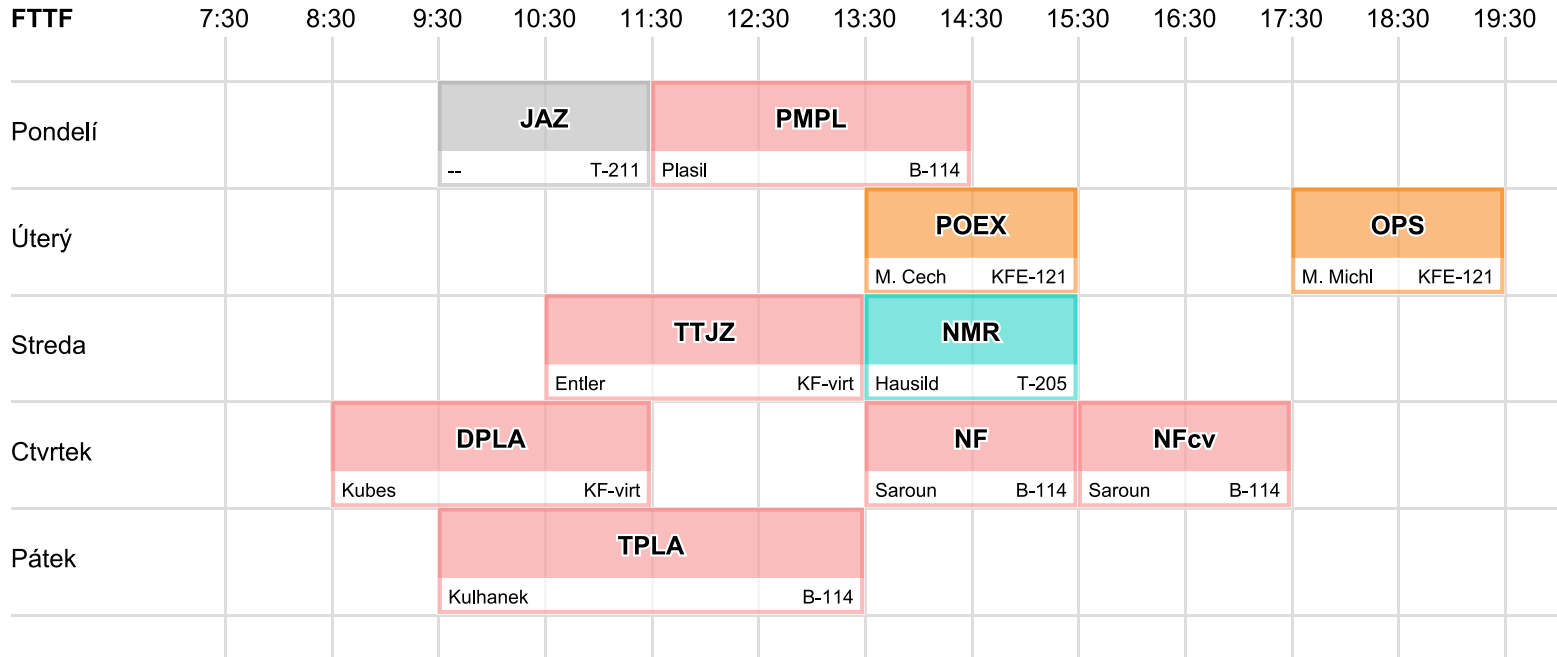 FTTF 7:30 8:30 9:30 10:30 11:30 12:30 13:30 14:30 15:30 16:30 17:30 18:30 19:30
Pondelí
JAZ
-- T-211
PMPL
Plasil B-114
Úterý
POEX
M. Cech KFE-121
OPS
M. Michl KFE-121
Streda
TTJZ
Entler KF-virt
NMR
Hausild T-205
Ctvrtek
DPLA
Kubes KF-virt
NF
Saroun B-114
NFcv
Saroun B-114
Pátek
TPLA
Kulhanek B-114